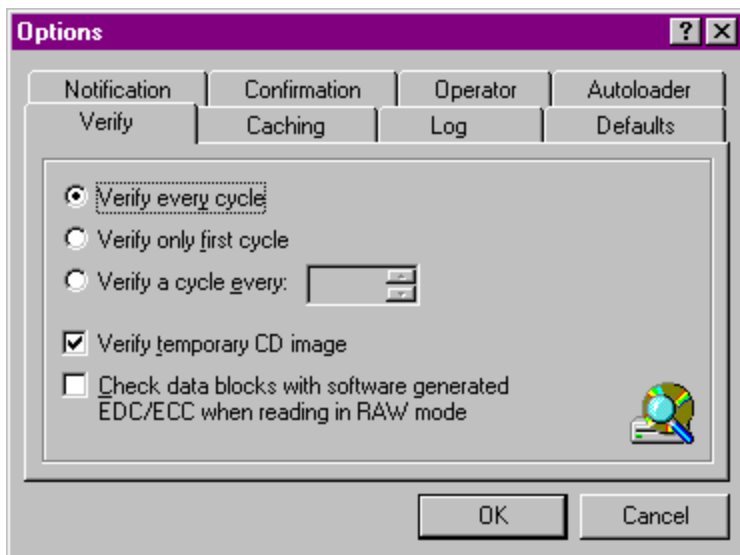 Options
Notification Confirmation Operator Autoloader
Verify Caching Log Defaults
Verify every cycle
Verify only first cycle
Verify a cycle every:
Verify temporary CD image
Check data blocks with software generated
EDC/ECC when reading in RAW mode
OK Cancel